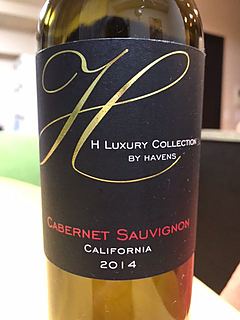 H
H LUXURY COLLECTION
BY HAVENS
CABERNET SAUVIGNON
CALIFORNIA
2014